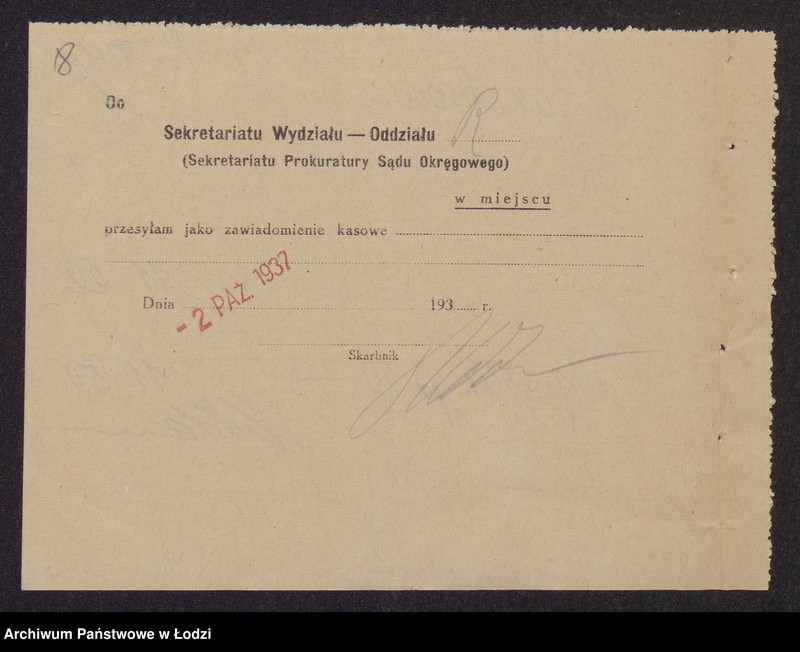 8
Do
Sekretariatu Wydziału — Oddziału R
(Sekretariatu Prokuratury Sądu Okręgowego)
w miejscu
przesyłam jako zawiadomienie kasowe
Dnia 193 r.
- 2 PAŹ. 1937
Skarbnik
Archiwum Państwowe w Łodzi